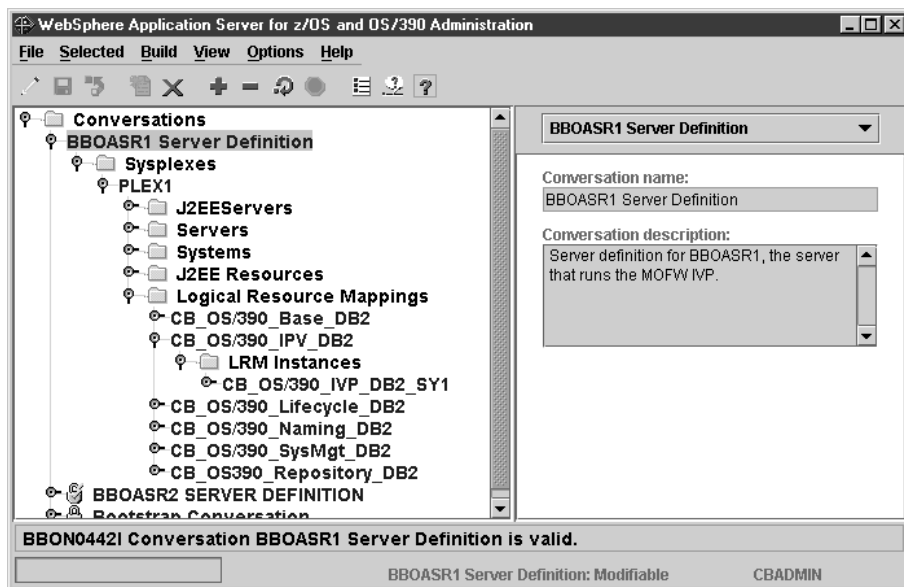 WebSphere Application Server for z/OS and OS/390 Administration
File Selected Build View Options Help
Conversations
BBOASR1 Server Definition
Sysplexes
PLEX1
J2EEServers
Servers
Systems
J2EE Resources
Logical Resource Mappings
CB_OS/390_Base_DB2
CB_OS/390_IPV_DB2
LRM Instances
CB_OS/390_IVP_DB2_SY1
CB_OS/390_Lifecycle_DB2
CB_OS/390_Naming_DB2
CB_OS/390_SysMgt_DB2
CB_OS390_Repository_DB2
BBOASR2 SERVER DEFINITION
Bootstrap Conversation
BBOASR1 Server Definition
Conversation name:
BBOASR1 Server Definition
Conversation description:
Server definition for BBOASR1, the server
that runs the MOFW IVP.
BBON0442I Conversation BBOASR1 Server Definition is valid.
BBOASR1 Server Definition: Modifiable CBADMIN